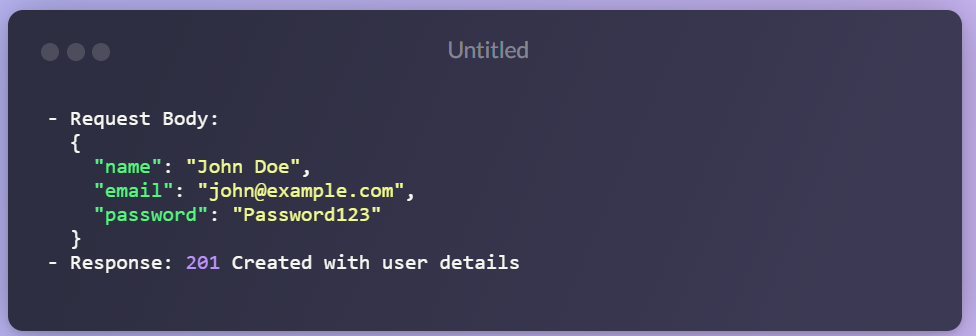 Untitled
- Request Body:
  {
    "name": "John Doe",
    "email": "john@example.com",
    "password": "Password123"
  }
- Response: 201 Created with user details